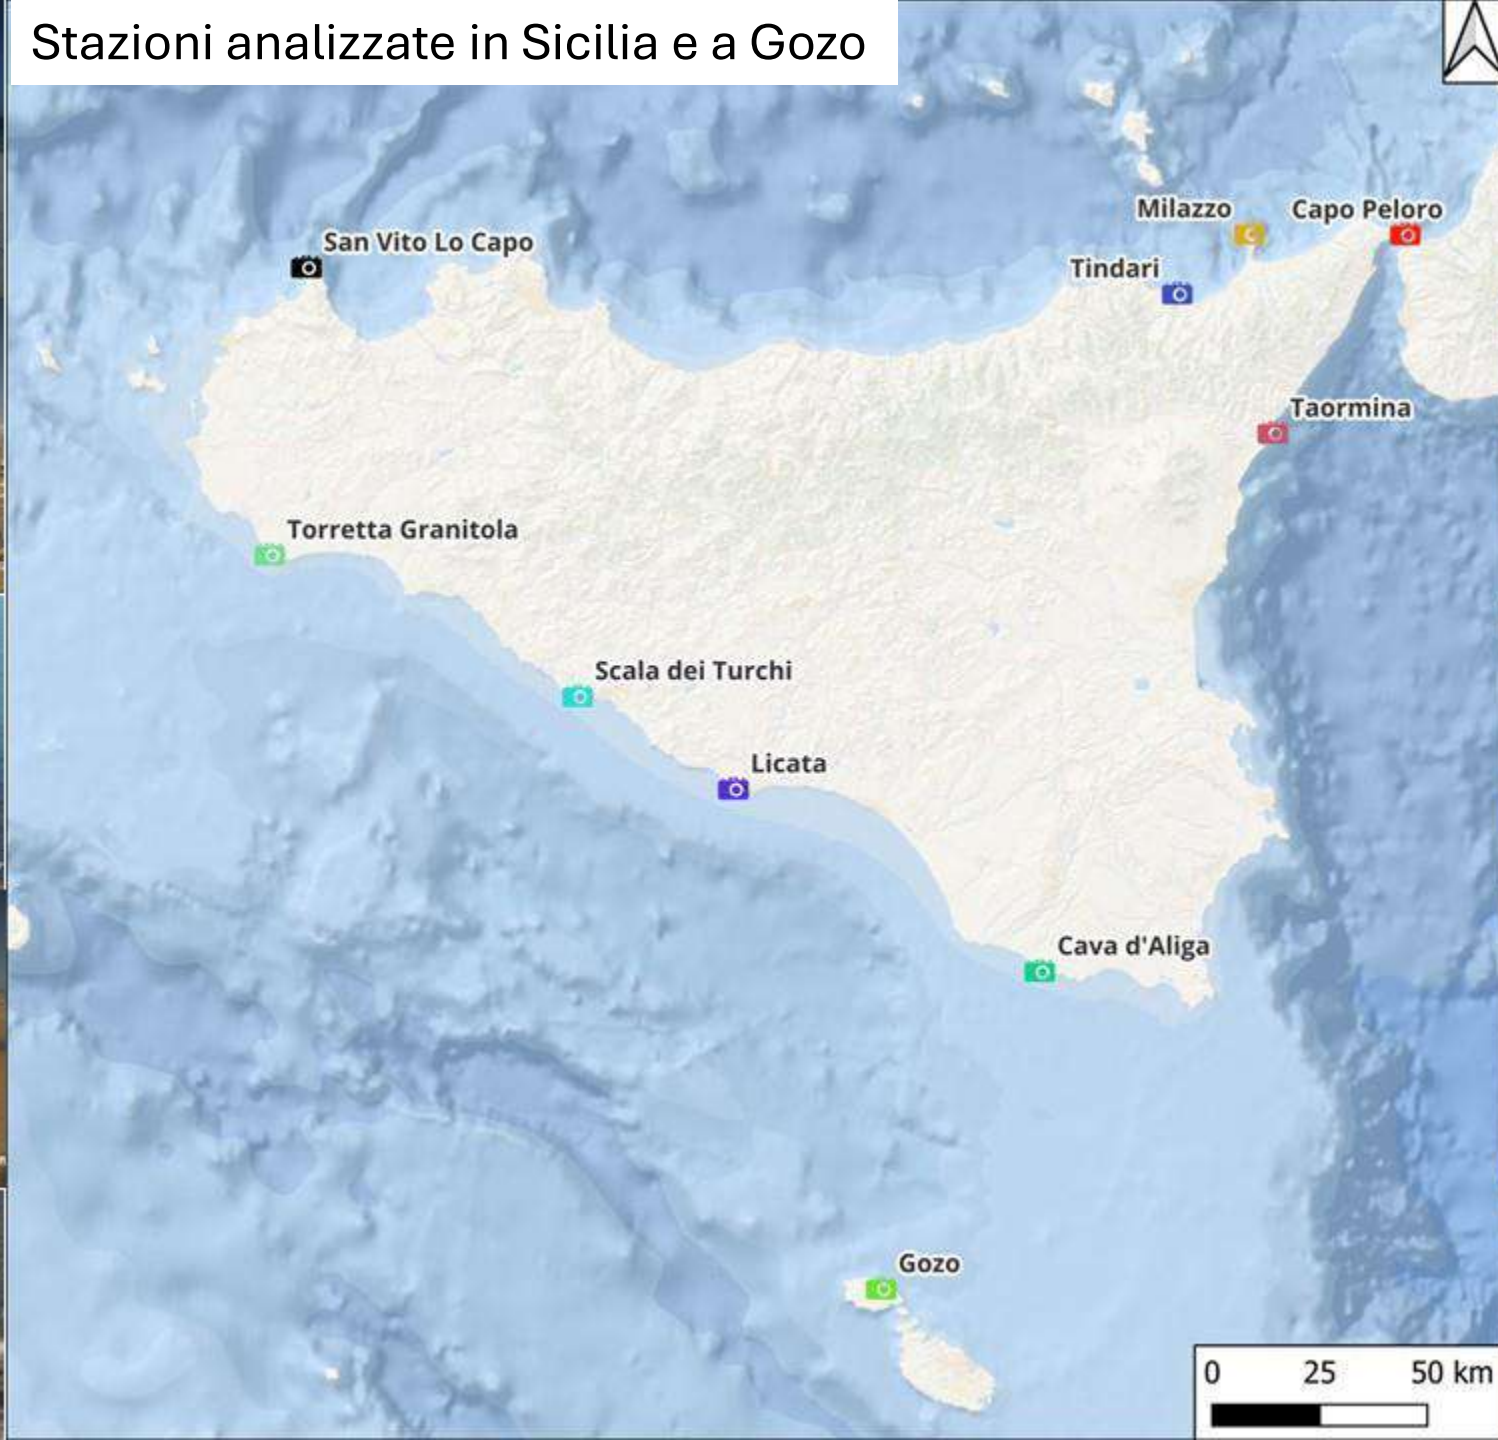 Stazioni analizzate in Sicilia e a Gozo
Milazzo
Capo Peloro
San Vito Lo Capo
Tindari
Taormina
Torretta Granitola
Scala dei Turchi
Licata
Cava d'Aliga
Gozo
0 25 50 km